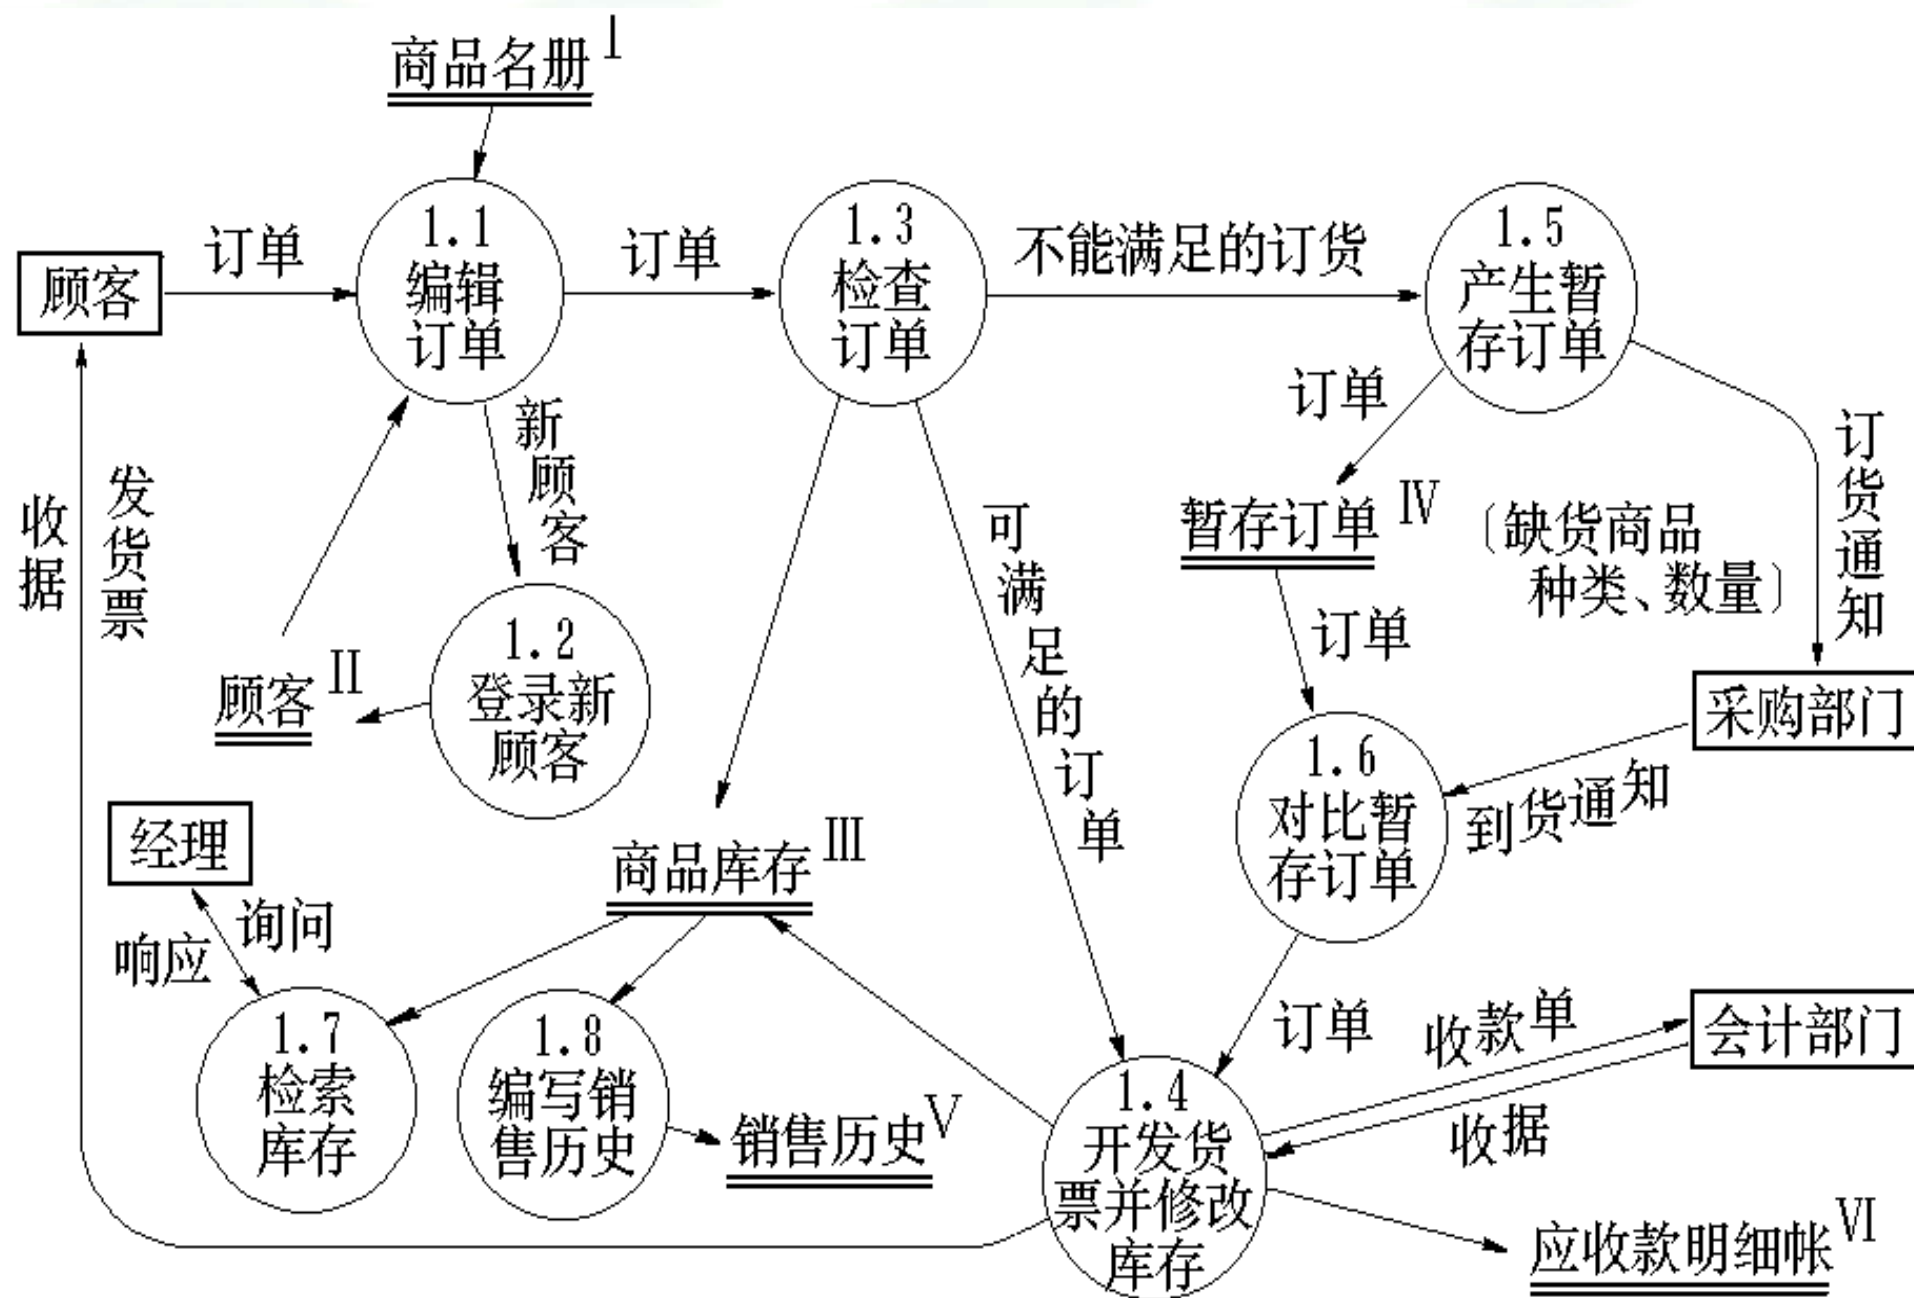 商品名册 I
顾客
订单
1.1
编辑
订单
订单
1.3
检查
订单
不能满足的订货
1.5
产生暂
存订单
新顾客
订单
订货通知
收据
发货票
可满足的订单
暂存订单 IV
〔缺货商品
种类、数量〕
订单
顾客 II
1.2
登录新
顾客
采购部门
1.6
对比暂
存订单
到货通知
经理
商品库存 III
询问
响应
1.7
检索
库存
1.8
编写销
售历史
销售历史 V
订单
收款单
会计部门
收据
1.4
开发货
票并修改
库存
应收款明细帐 VI